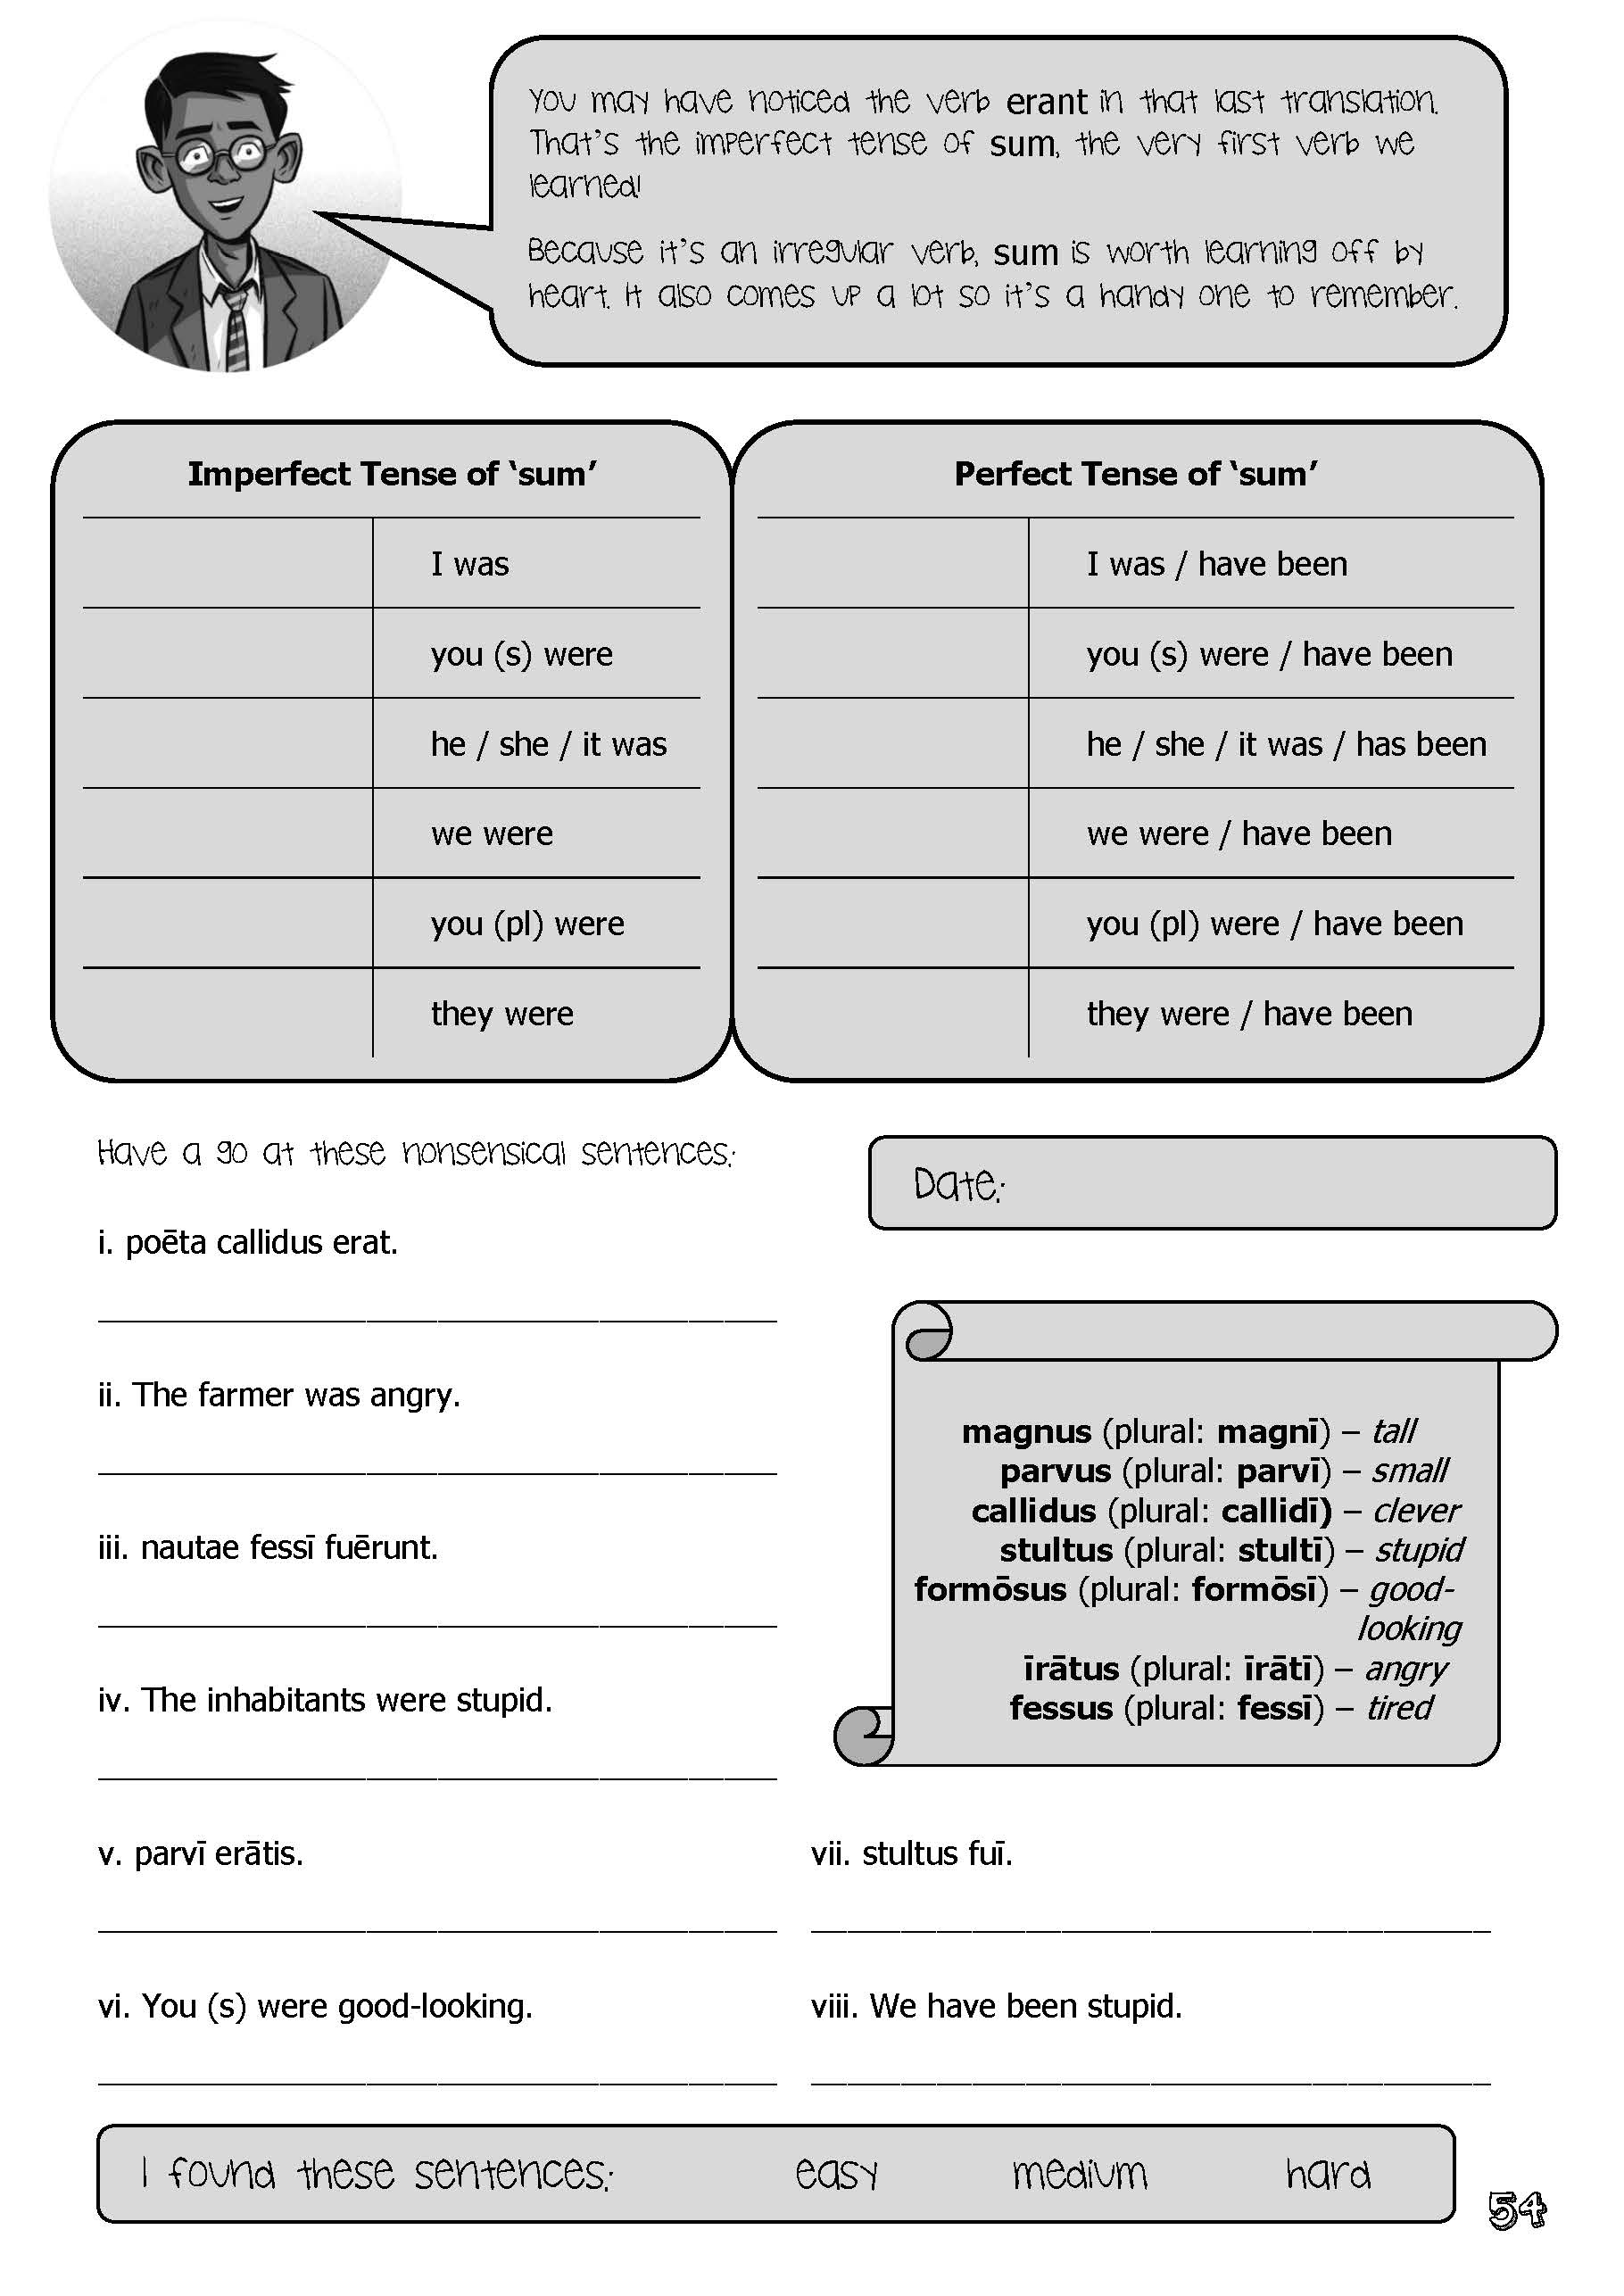 You may have noticed the verb erant in that last translation.
That's the imperfect tense of sum, the very first verb we
learned!
Because it's an irregular verb, sum is worth learning off by
heart. It also comes up a lot so it's a handy one to remember.
Imperfect Tense of ‘sum’
I was
you (s) were
he / she / it was
we were
you (pl) were
they were
Perfect Tense of ‘sum’
I was / have been
you (s) were / have been
he / she / it was / has been
we were / have been
you (pl) were / have been
they were / have been
Have a go at these nonsensical sentences:
Date:
i. poēta callidus erat.
ii. The farmer was angry.
iii. nautae fessī fuērunt.
iv. The inhabitants were stupid.
magnus (plural: magnī) – tall
parvus (plural: parvī) – small
callidus (plural: callidī) – clever
stultus (plural: stultī) – stupid
formōsus (plural: formōsī) – good-
looking
īrātus (plural: īrātī) – angry
fessus (plural: fessī) – tired
v. parvī erātis.
vi. You (s) were good-looking.
vii. stultus fuī.
viii. We have been stupid.
I found these sentences: easy medium hard
54